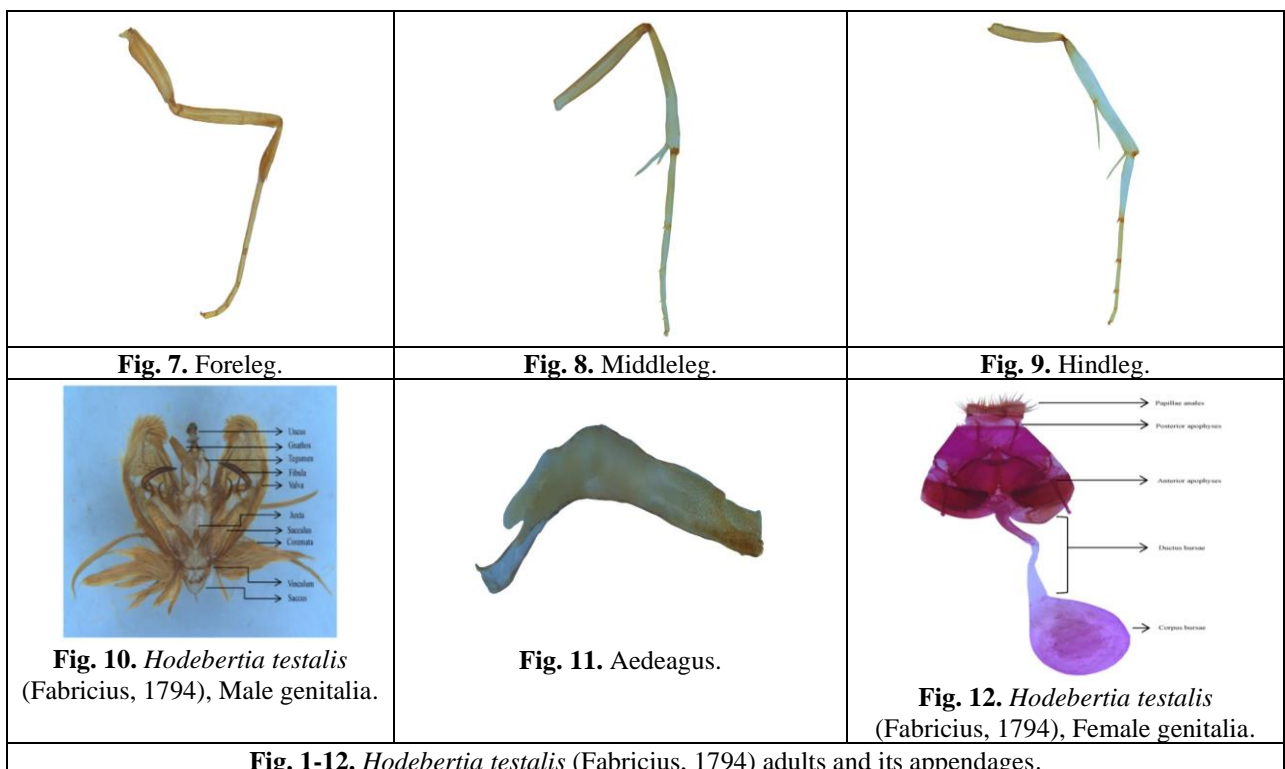 Fig. 7. Foreleg.
Fig. 8. Middleleg.
Fig. 9. Hindleg.
Uncus
Gnathos
Tegumen
Fibula
Valva
Juxta
Sacculus
Coremata
Vinculum
Saccus
Fig. 10. Hodebertia testalis
(Fabricius, 1794), Male genitalia.
Fig. 11. Aedeagus.
Papillae anales
Posterior apophyses
Anterior apophyses
Ductus bursae
Corpus bursae
Fig. 12. Hodebertia testalis
(Fabricius, 1794), Female genitalia.
Fig. 1-12. Hodebertia testalis (Fabricius, 1794) adults and its appendages.